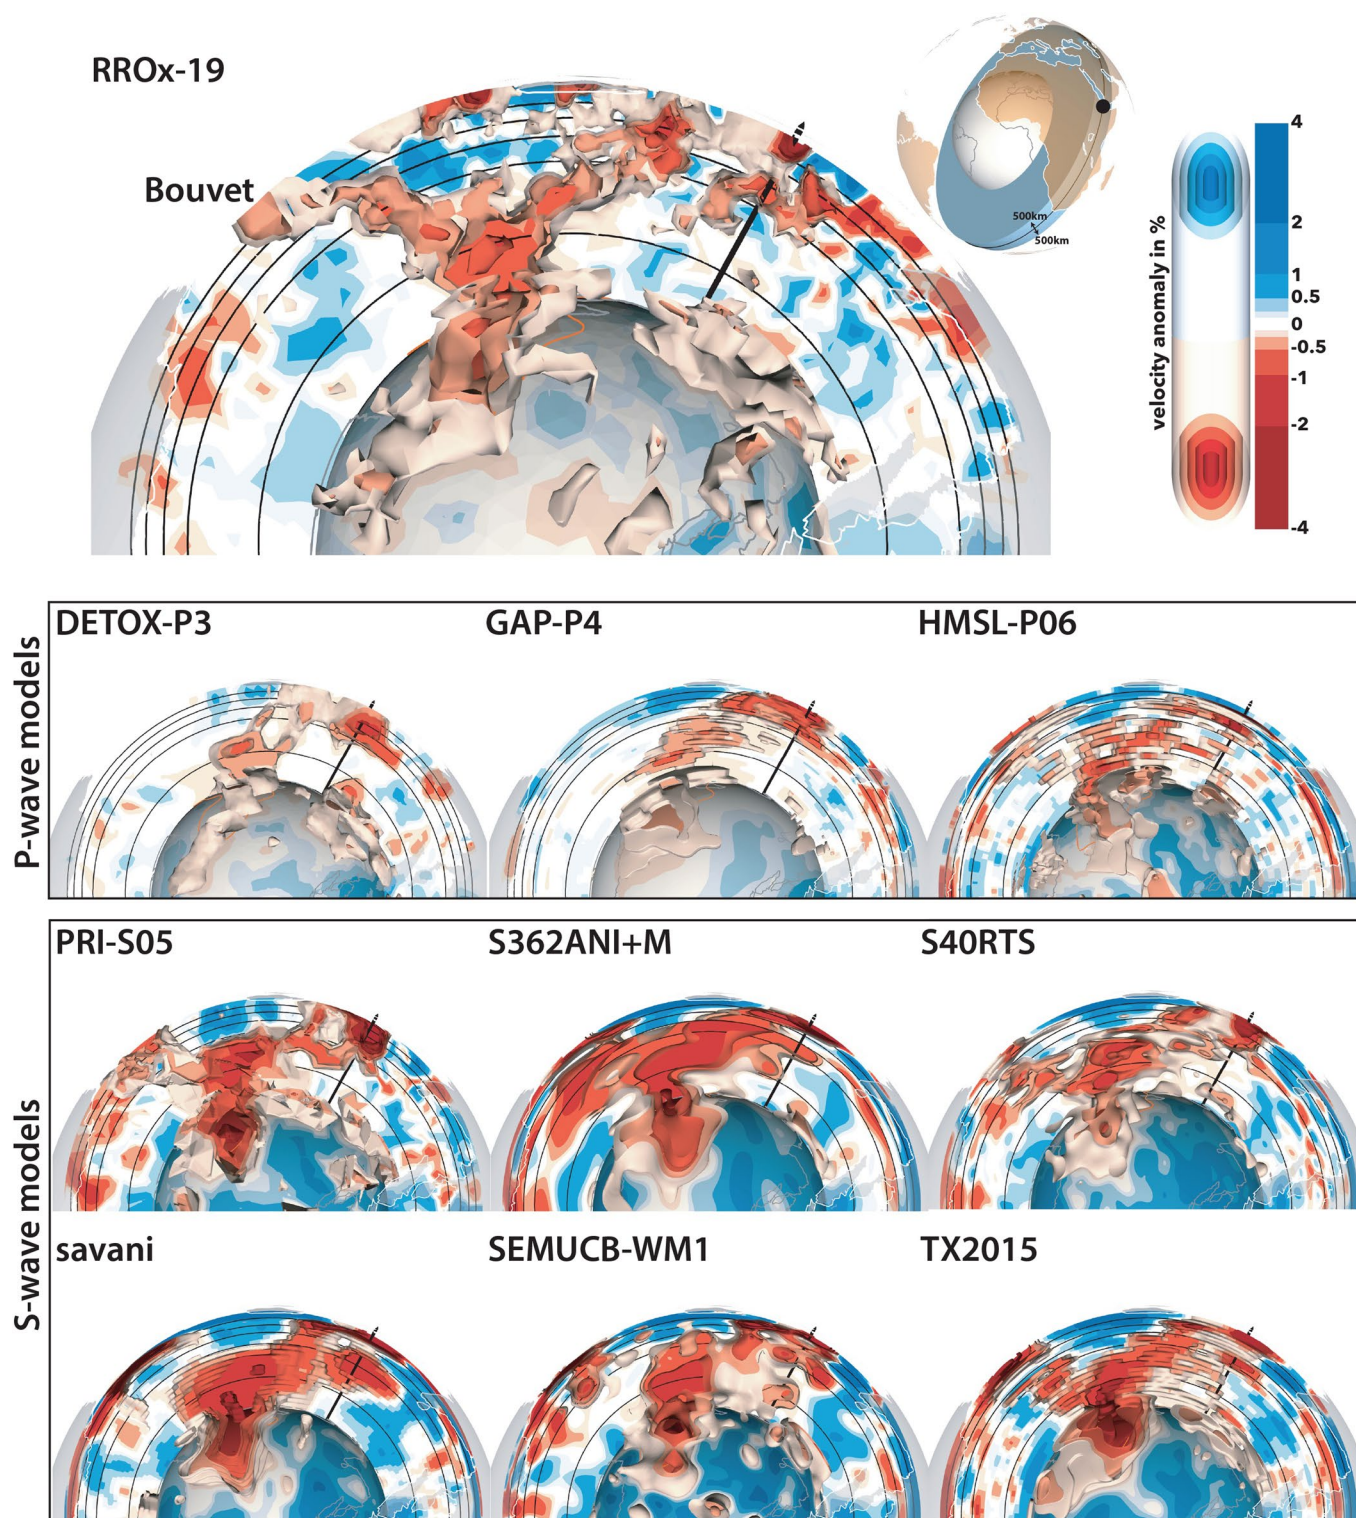 RROx-19
Bouvet
500km
500km
velocity anomaly in %
4
2
1
0.5
0
-0.5
-1
-2
-4
P-wave models
DETOX-P3
GAP-P4
HMSL-P06
S-wave models
PRI-S05
S362ANI+M
S40RTS
savani
SEMUCB-WM1
TX2015